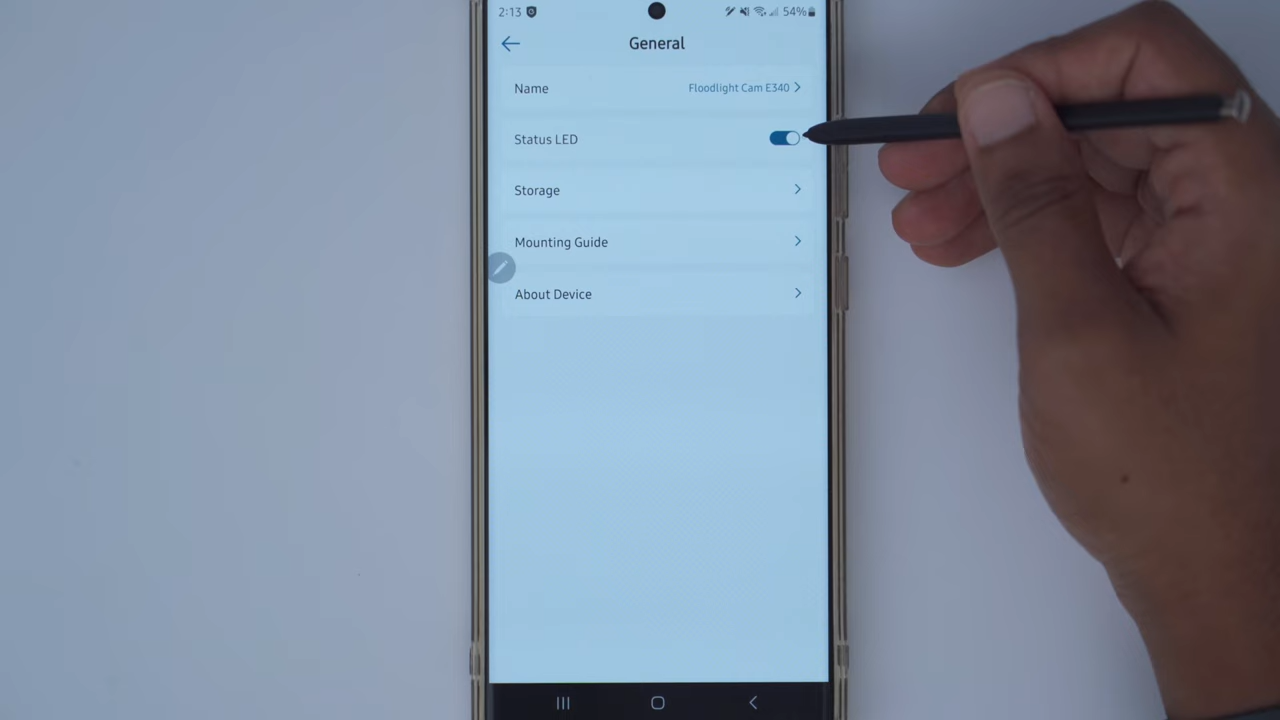 2:13 54%
General
Name Floodlight Cam E340
Status LED
Storage
Mounting Guide
About Device